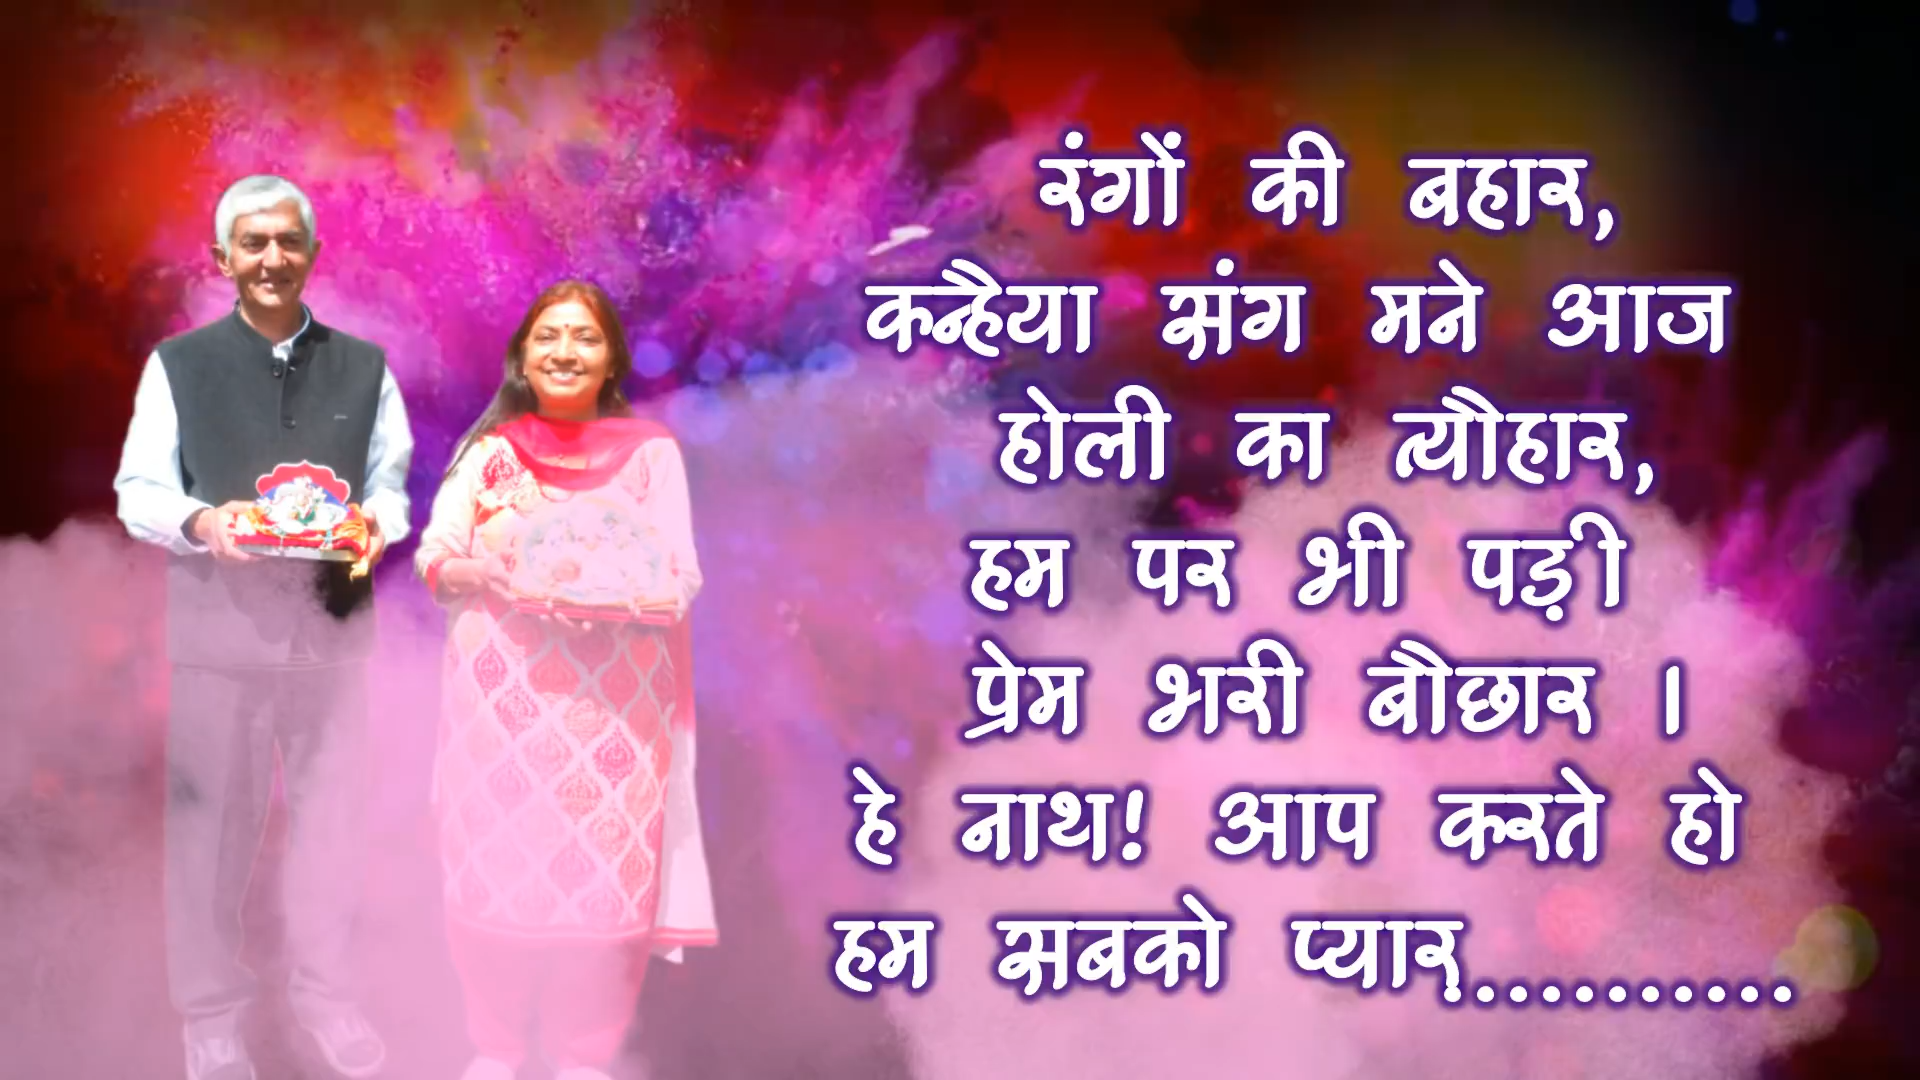 रंगों की बहार,
कन्हैया संग मने आज
होली का त्यौहार,
हम पर भी पड़ी
प्रेम भरी बौछार ।
हे नाथ! आप करते हो
हम सबको प्यार...........